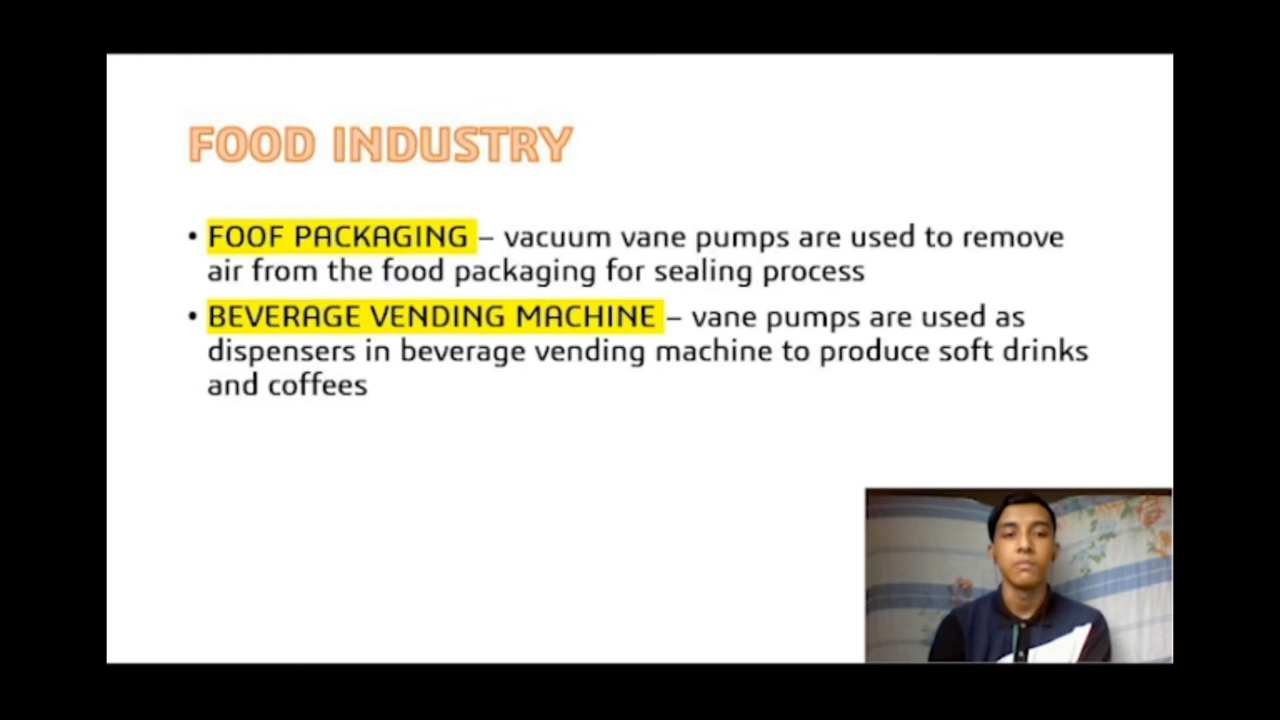 FOOD INDUSTRY
• FOOF PACKAGING – vacuum vane pumps are used to remove
air from the food packaging for sealing process
• BEVERAGE VENDING MACHINE – vane pumps are used as
dispensers in beverage vending machine to produce soft drinks
and coffees